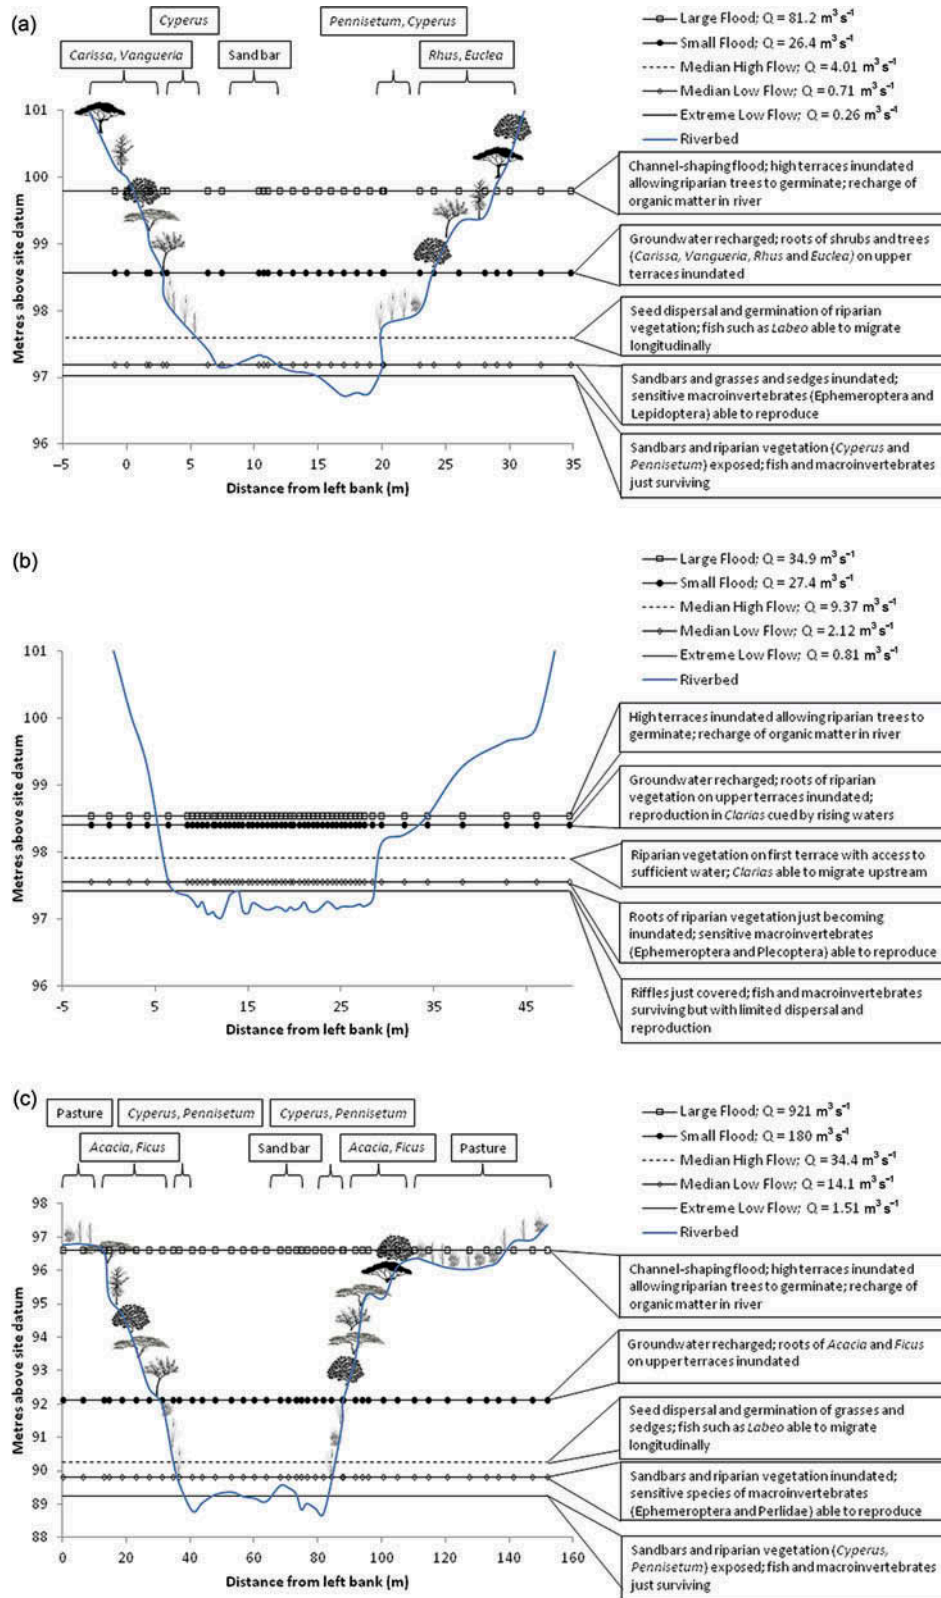 (a)
Cyperus
Pennisetum, Cyperus
Carissa, Vangueria
Sand bar
Rhus, Euclea
Large Flood; Q = 81.2 m³ s⁻¹
Small Flood; Q = 26.4 m³ s⁻¹
Median High Flow; Q = 4.01 m³ s⁻¹
Median Low Flow; Q = 0.71 m³ s⁻¹
Extreme Low Flow; Q = 0.26 m³ s⁻¹
Riverbed
Metres above site datum
101
100
99
98
97
96
−5
0
5
10
15
20
25
30
35
Distance from left bank (m)
Channel-shaping flood; high terraces inundated
allowing riparian trees to germinate; recharge of
organic matter in river
Groundwater recharged; roots of shrubs and trees
(Carissa, Vangueria, Rhus and Euclea) on upper
terraces inundated
Seed dispersal and germination of riparian
vegetation; fish such as Labeo able to migrate
longitudinally
Sandbars and grasses and sedges inundated;
sensitive macroinvertebrates (Ephemeroptera and
Lepidoptera) able to reproduce
Sandbars and riparian vegetation (Cyperus and
Pennisetum) exposed; fish and macroinvertebrates
just surviving
(b)
Large Flood; Q = 34.9 m³ s⁻¹
Small Flood; Q = 27.4 m³ s⁻¹
Median High Flow; Q = 9.37 m³ s⁻¹
Median Low Flow; Q = 2.12 m³ s⁻¹
Extreme Low Flow; Q = 0.81 m³ s⁻¹
Riverbed
Metres above site datum
101
100
99
98
97
96
-5
5
15
25
35
45
Distance from left bank (m)
High terraces inundated allowing riparian trees to
germinate; recharge of organic matter in river
Groundwater recharged; roots of riparian
vegetation on upper terraces inundated;
reproduction in Clarias cued by rising waters
Riparian vegetation on first terrace with access to
sufficient water; Clarias able to migrate upstream
Roots of riparian vegetation just becoming
inundated; sensitive macroinvertebrates
(Ephemeroptera and Plecoptera) able to reproduce
Riffles just covered; fish and macroinvertebrates
surviving but with limited dispersal and
reproduction
(c)
Pasture
Cyperus, Pennisetum
Cyperus, Pennisetum
Acacia, Ficus
Sand bar
Acacia, Ficus
Pasture
Large Flood; Q = 921 m³ s⁻¹
Small Flood; Q = 180 m³ s⁻¹
Median High Flow; Q = 34.4 m³ s⁻¹
Median Low Flow; Q = 14.1 m³ s⁻¹
Extreme Low Flow; Q = 1.51 m³ s⁻¹
Riverbed
Metres above site datum
98
97
96
95
94
93
92
91
90
89
88
0
20
40
60
80
100
120
140
160
Distance from left bank (m)
Channel-shaping flood; high terraces inundated
allowing riparian trees to germinate; recharge of
organic matter in river
Groundwater recharged; roots of Acacia and Ficus
on upper terraces inundated
Seed dispersal and germination of grasses and
sedges; fish such as Labeo able to migrate
longitudinally
Sandbars and riparian vegetation inundated;
sensitive species of macroinvertebrates
(Ephemeroptera and Perlidae) able to reproduce
Sandbars and riparian vegetation (Cyperus,
Pennisetum) exposed; fish and macroinvertebrates
just surviving